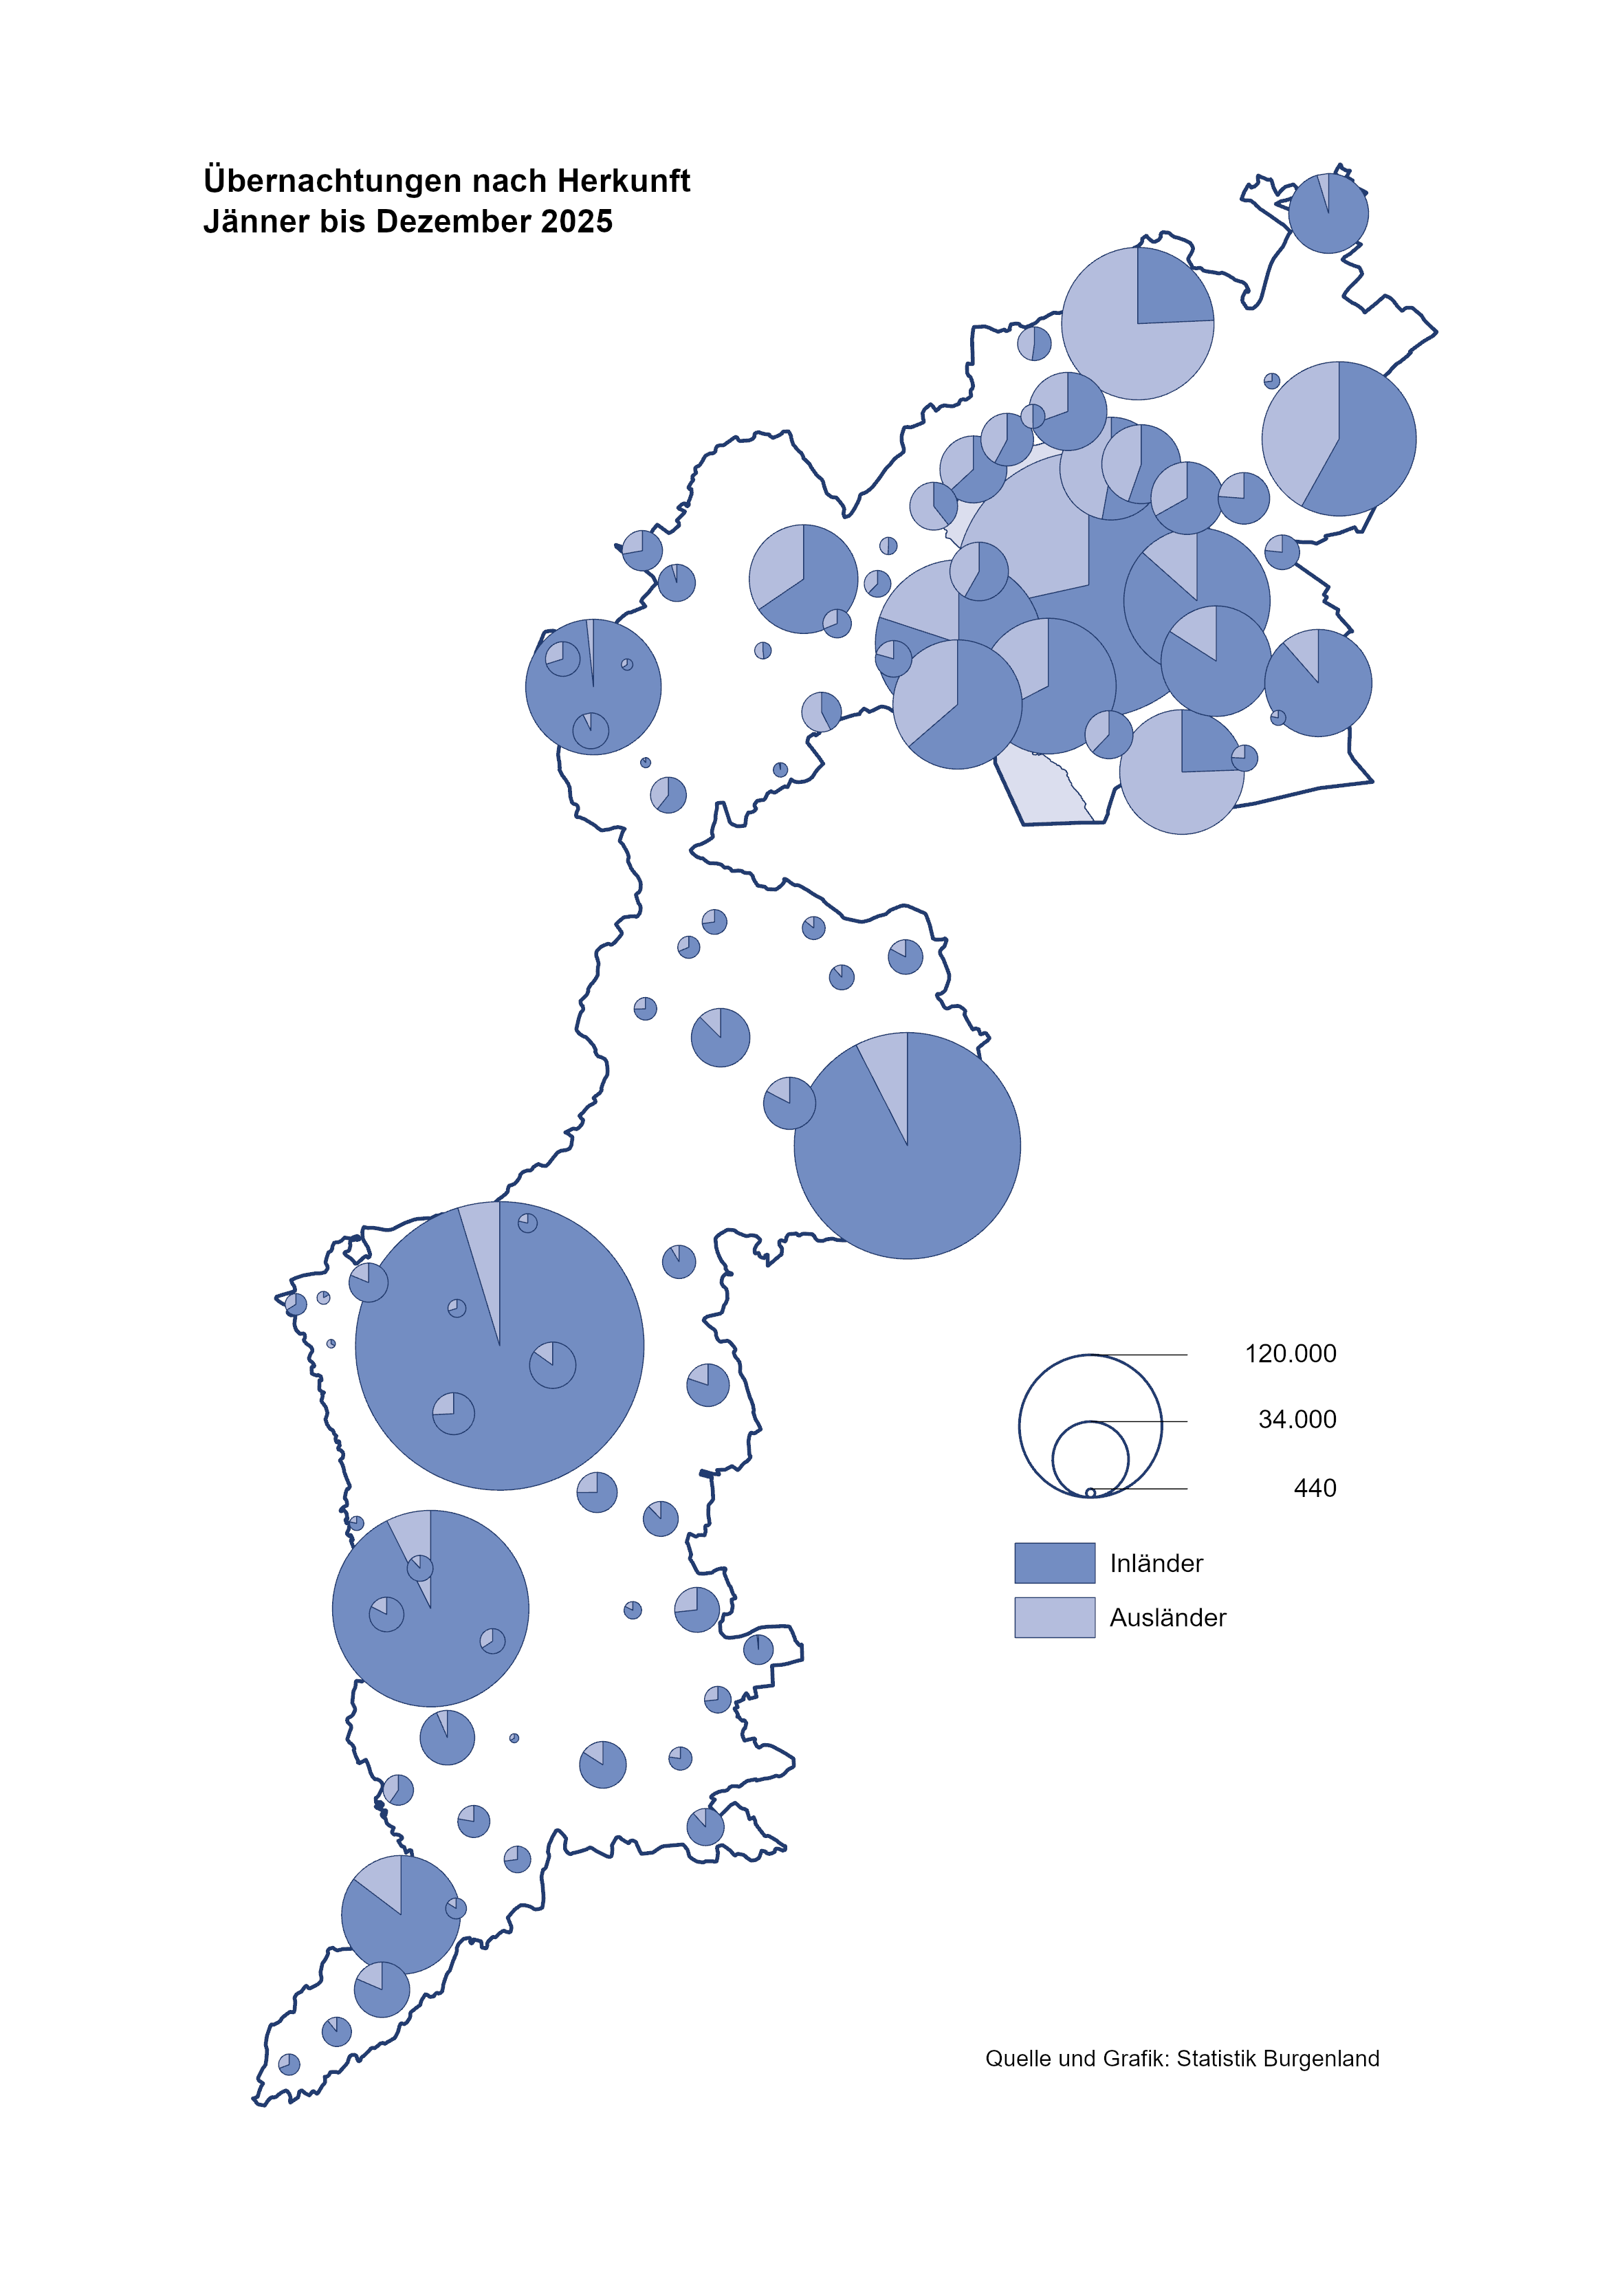 Übernachtungen nach Herkunft
Jänner bis Dezember 2025
120.000
34.000
440
Inländer
Ausländer
Quelle und Grafik: Statistik Burgenland